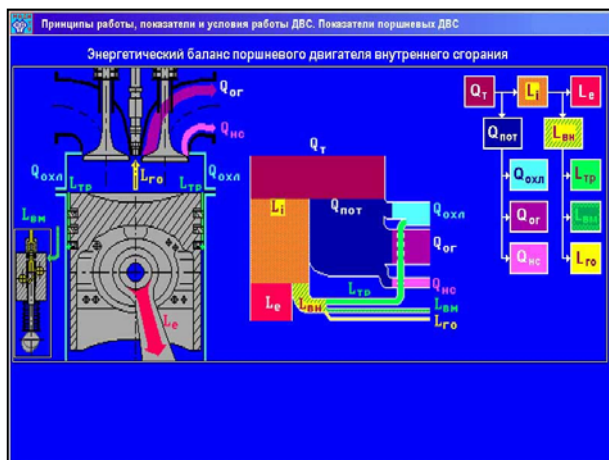 Принципы работы, показатели и условия работы ДВС. Показатели поршневых ДВС
Энергетический баланс поршневого двигателя внутреннего сгорания
Qог
Qнс
Qохл
Lтр
Lго
Lтр
Qохл
Lвм
Le
Qт
Li
Qпот
Qохл
Qог
Qнс
Lтр
Le
Lвн
Lвм
Lго
Qт
Li
Le
Qпот
Lвн
Qохл
Lтр
Qог
Lвм
Qнс
Lго